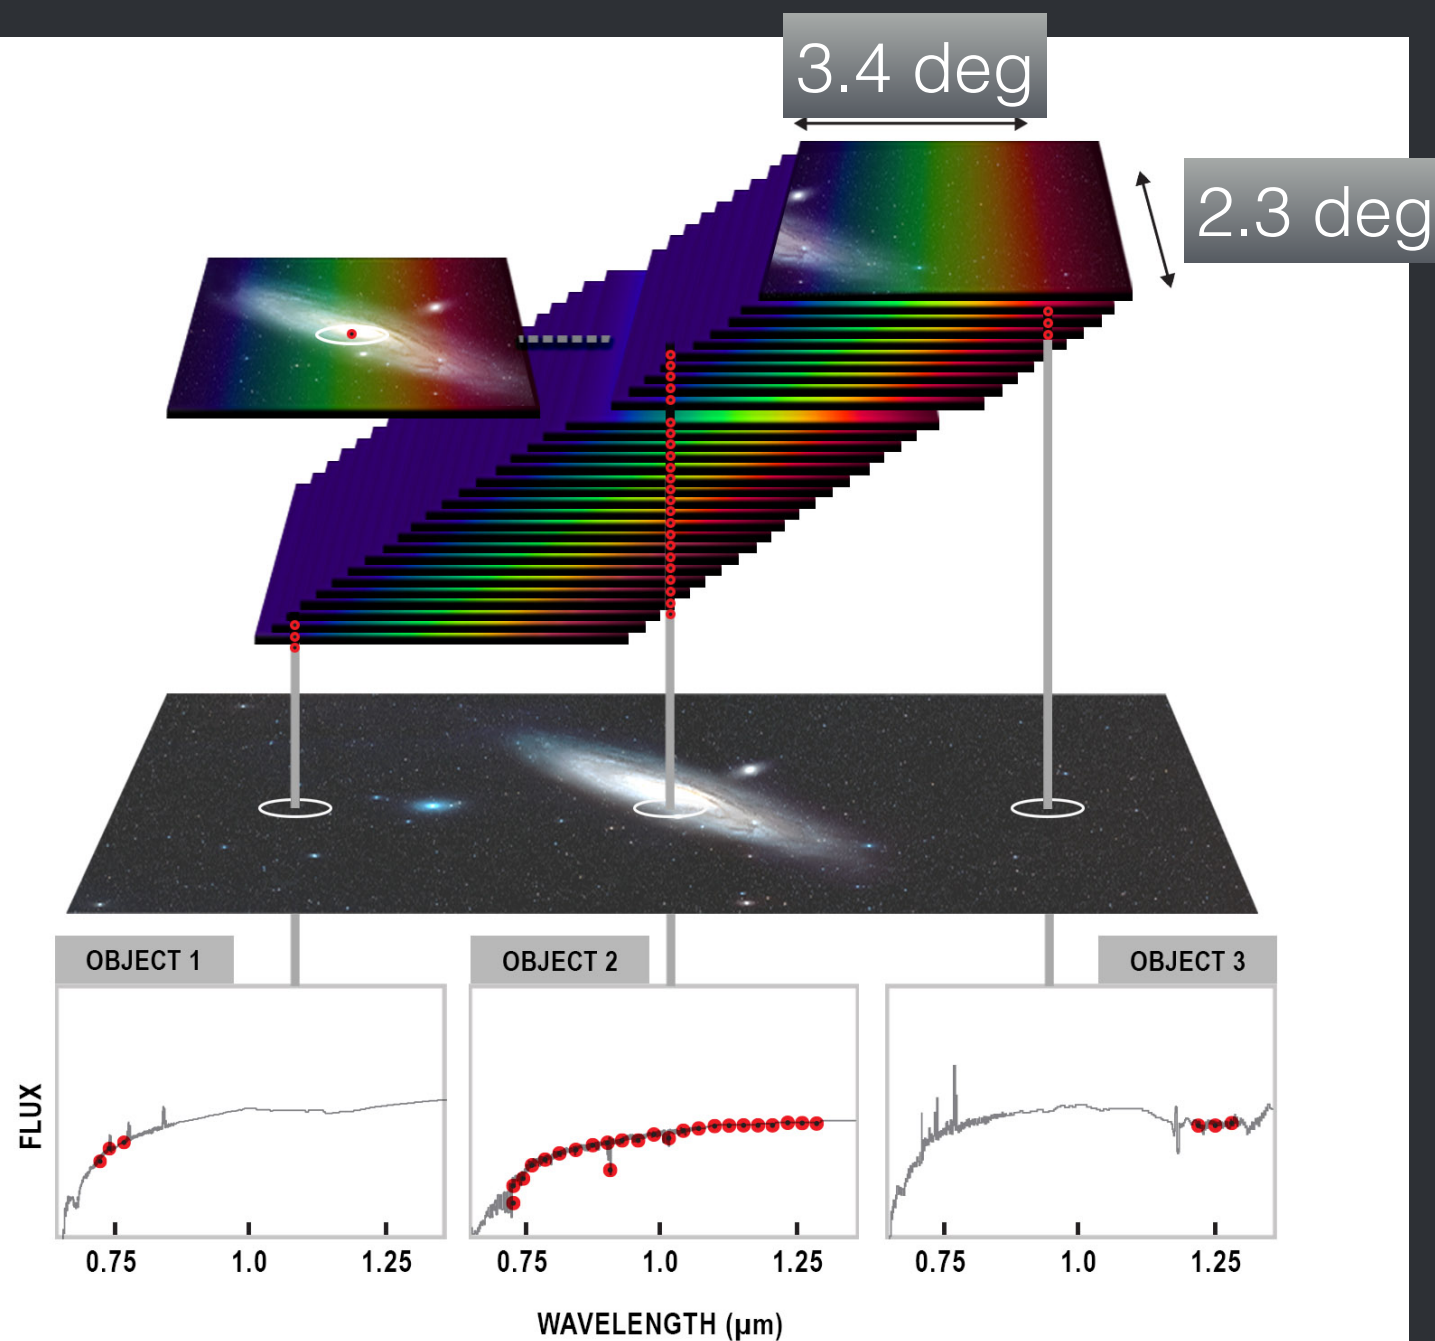 3.4 deg
2.3 deg
OBJECT 1
OBJECT 2
OBJECT 3
FLUX
0.75 1.0 1.25
0.75 1.0 1.25
0.75 1.0 1.25
WAVELENGTH (µm)